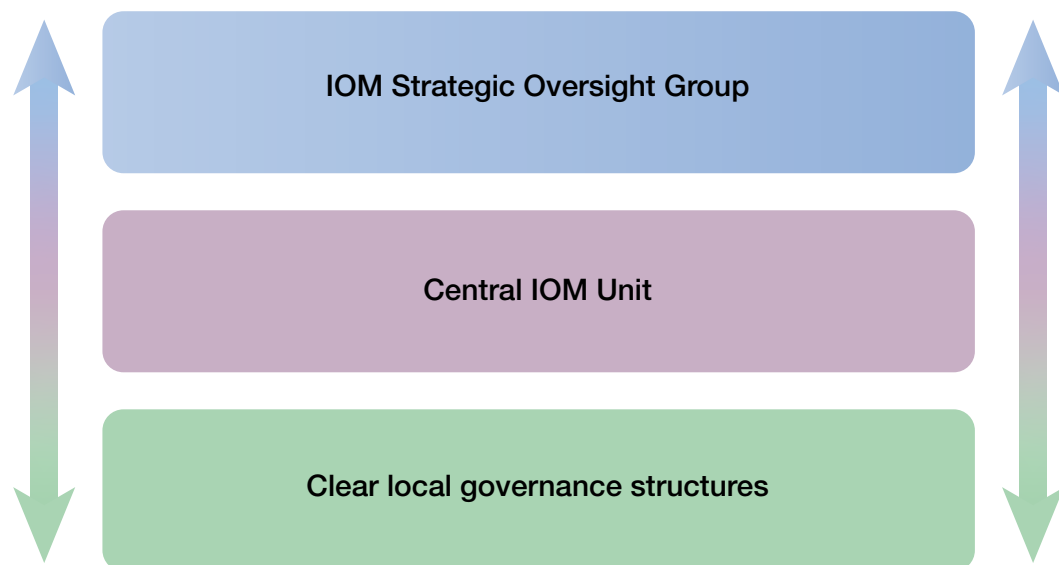 IOM Strategic Oversight Group
Central IOM Unit
Clear local governance structures